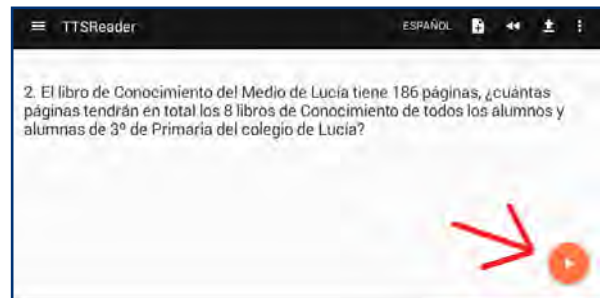 TTSReader
ESPAÑOL
2. El libro de Conocimiento del Medio de Lucía tiene 186 páginas, ¿cuántas
páginas tendrán en total los 8 libros de Conocimiento de todos los alumnos y
alumnas de 3º de Primaria del colegio de Lucía?